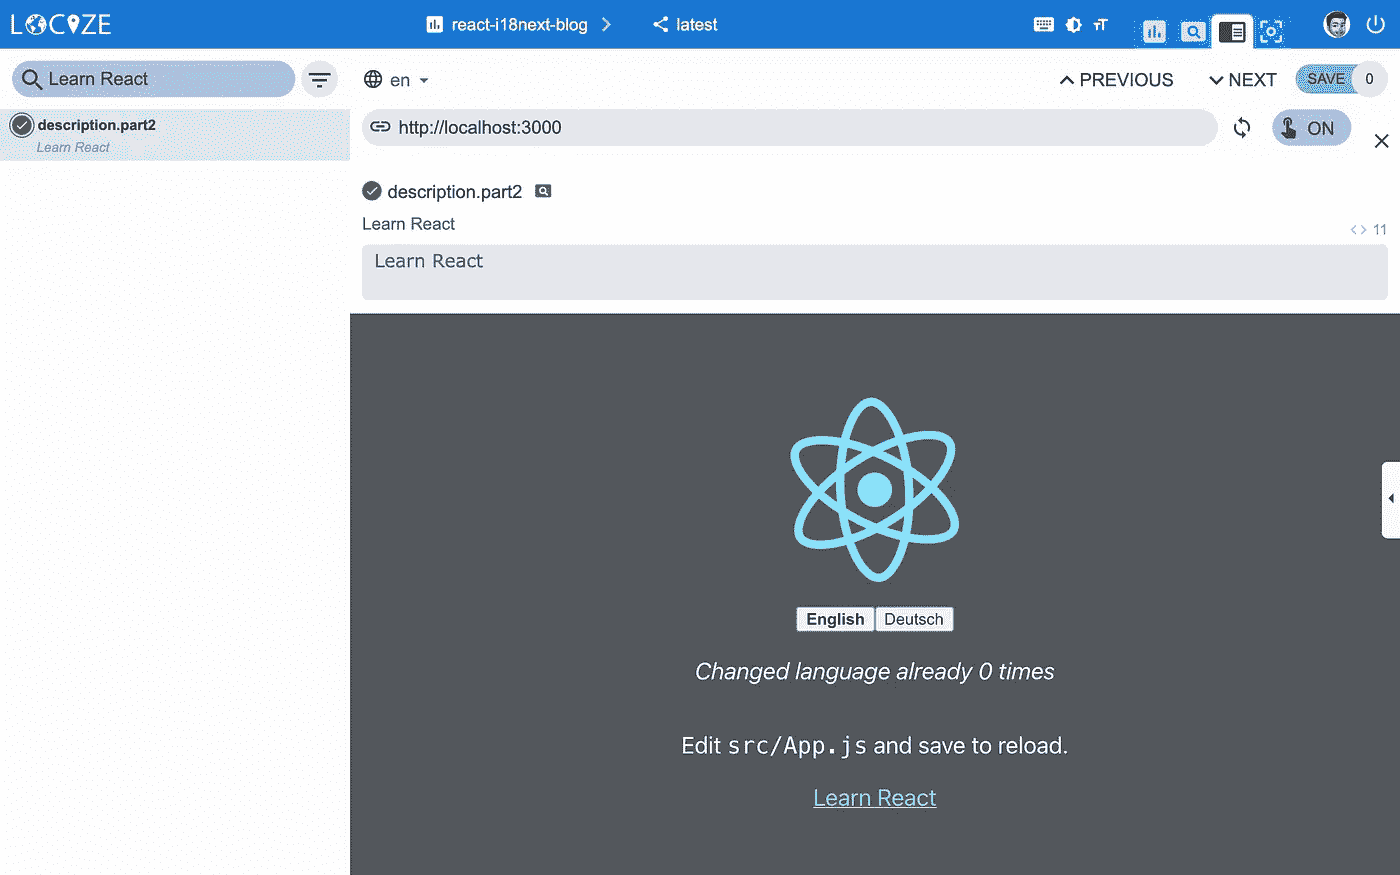 LOCIZE
react-i18next-blog
latest
Learn React
en
PREVIOUS
NEXT
SAVE
0
description.part2
Learn React
http://localhost:3000
ON
description.part2
Learn React
<> 11
Learn React
English
Deutsch
Changed language already 0 times
Edit src/App.js and save to reload.
Learn React